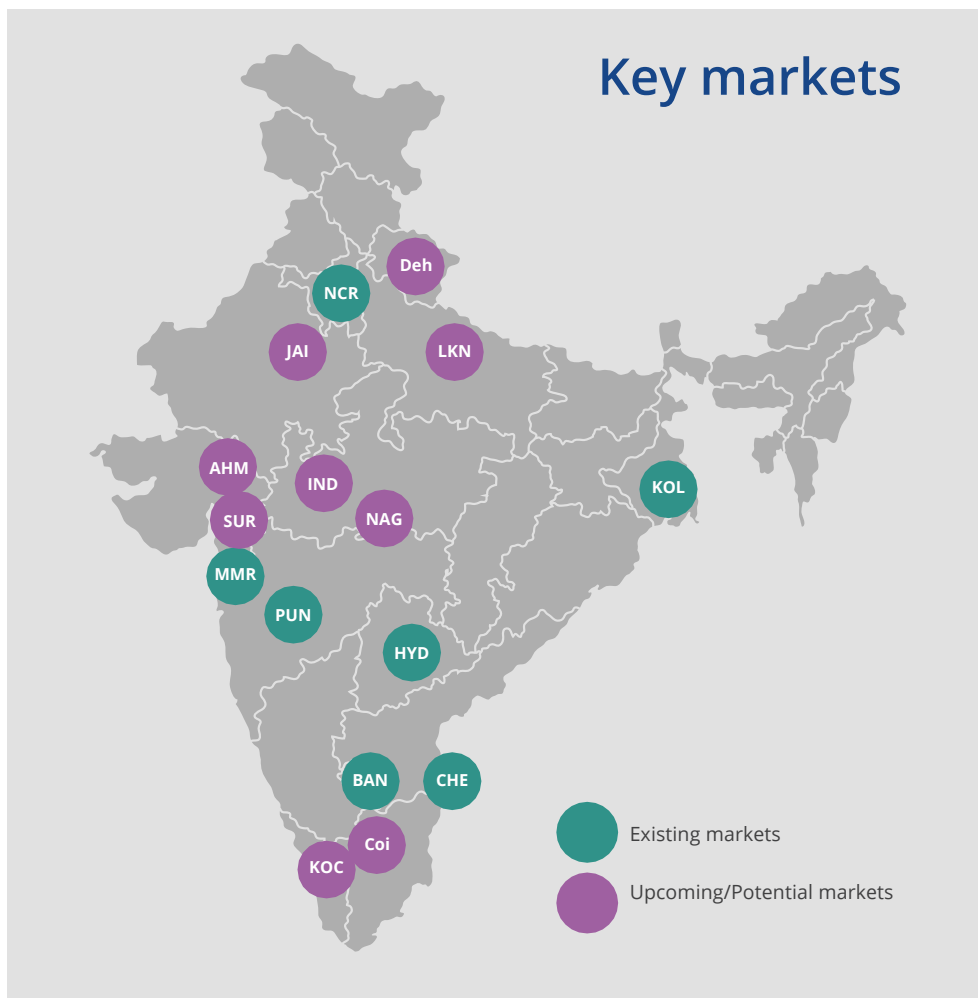 Key markets
Deh
NCR
JAI
LKN
AHM
IND
KOL
SUR
NAG
MMR
PUN
HYD
BAN
CHE
Coi
KOC
Existing markets
Upcoming/Potential markets